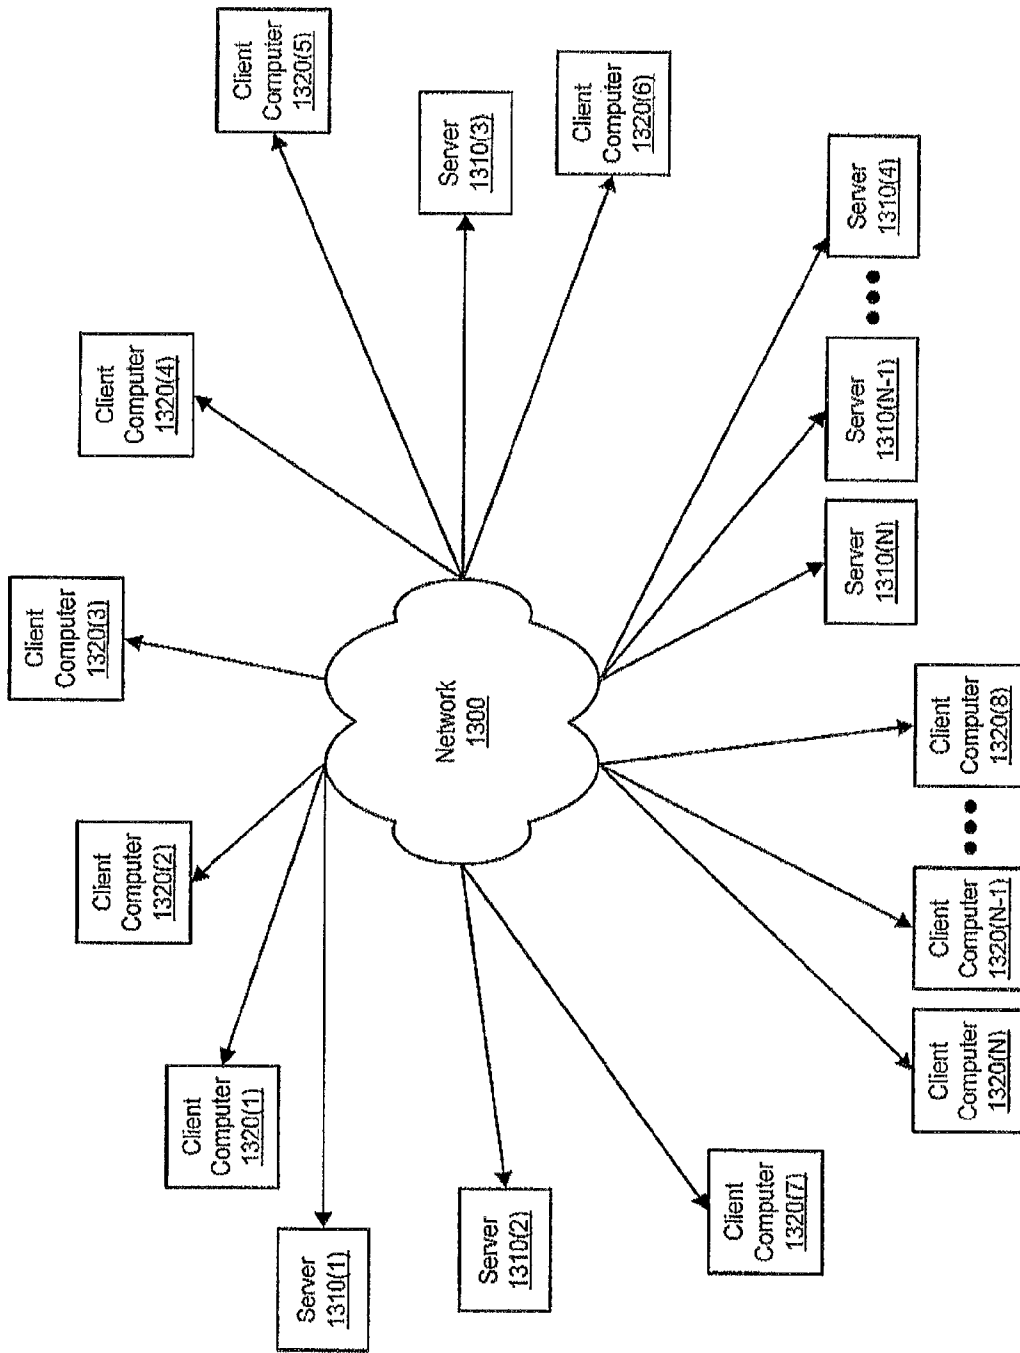 Client
Computer
1320(3)
Client
Computer
1320(2)
Client
Computer
1320(4)
Client
Computer
1320(1)
Client
Computer
1320(5)
Server
1310(1)
Network
1300
Server
1310(3)
Server
1310(2)
Client
Computer
1320(6)
Client
Computer
1320(7)
Server
1310(N)
Server
1310(N-1)
Server
1310(4)
Client
Computer
1320(N)
Client
Computer
1320(N-1)
Client
Computer
1320(8)